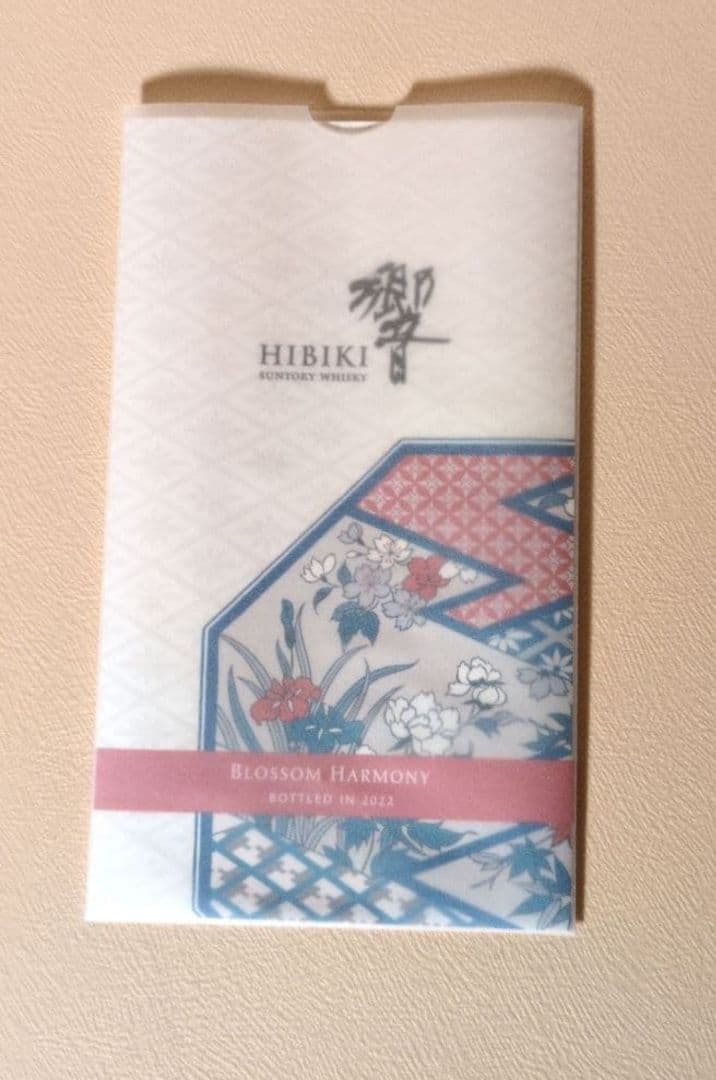 響
HIBIKI
SUNTORY WHISKY
BLOSSOM HARMONY
BOTTLED IN 2022